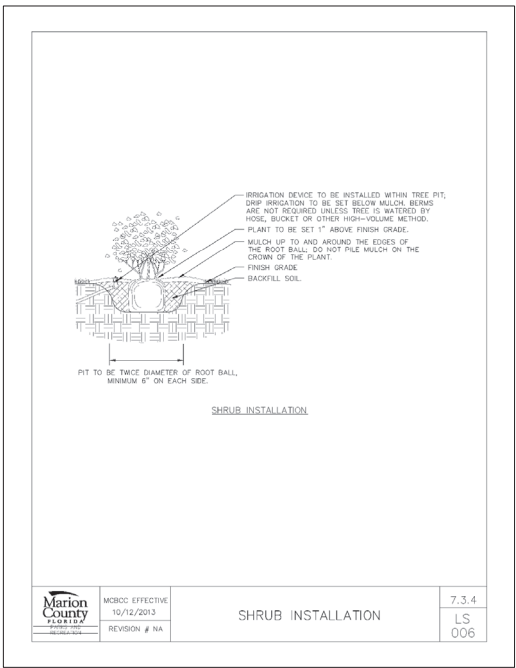 IRRIGATION DEVICE TO BE INSTALLED WITHIN TREE PIT;
DRIP IRRIGATION TO BE SET BELOW MULCH. BERMS
ARE NOT REQUIRED UNLESS TREE IS WATERED BY
HOSE, BUCKET OR OTHER HIGH-VOLUME METHOD.
PLANT TO BE SET 1" ABOVE FINISH GRADE.
MULCH UP TO AND AROUND THE EDGES OF
THE ROOT BALL; DO NOT PILE MULCH ON THE
CROWN OF THE PLANT.
FINISH GRADE
BACKFILL SOIL
PIT TO BE TWICE DIAMETER OF ROOT BALL,
MINIMUM 6" ON EACH SIDE.
SHRUB INSTALLATION
Marion
County
FLORIDA
PARKS AND
RECREATION
MCBCC EFFECTIVE
10/12/2013
REVISION # NA
SHRUB INSTALLATION
7.3.4
LS
006